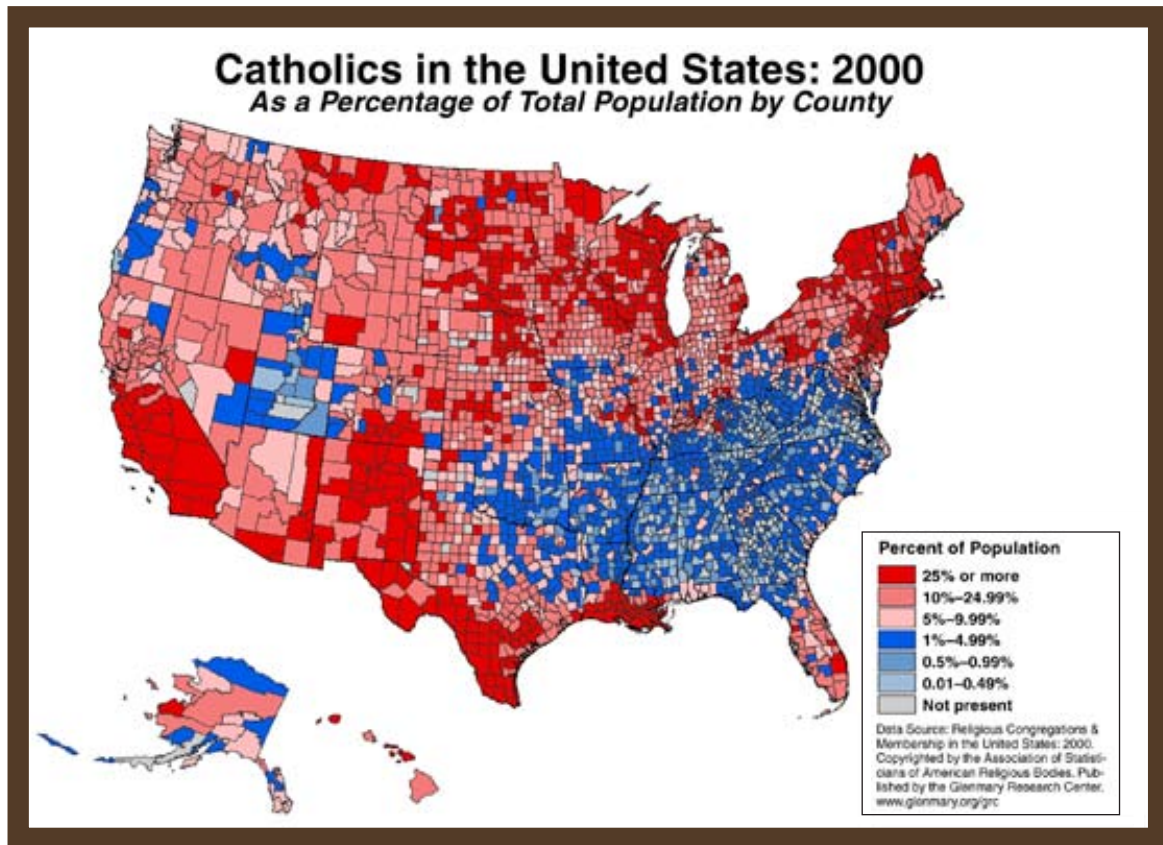 Catholics in the United States: 2000
As a Percentage of Total Population by County
Percent of Population
25% or more
10%–24.99%
5%–9.99%
1%–4.99%
0.5%–0.99%
0.01–0.49%
Not present
Data Source: Religious Congregations &
Membership in the United States: 2000.
Copyrighted by the Association of Statisti-
cians of American Religious Bodies. Pub-
lished by the Glenmary Research Center.
www.glenmary.org/grc